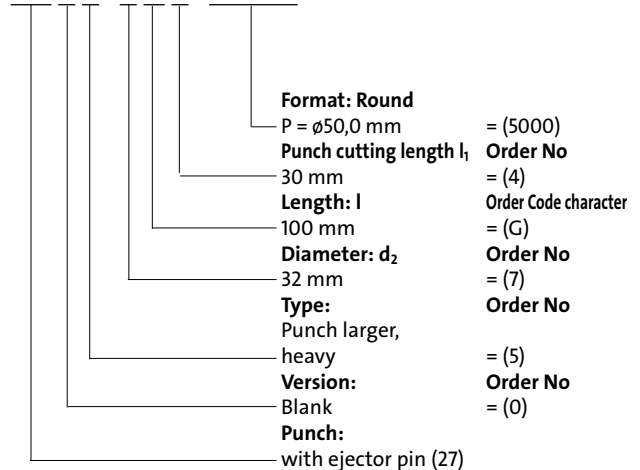 Format: Round
P = ø50,0 mm = (5000)
Punch cutting length l₁ Order No
30 mm = (4)
Length: l Order Code character
100 mm = (G)
Diameter: d₂ Order No
32 mm = (7)
Type: Order No
Punch larger,
heavy = (5)
Version: Order No
Blank = (0)
Punch:
with ejector pin (27)